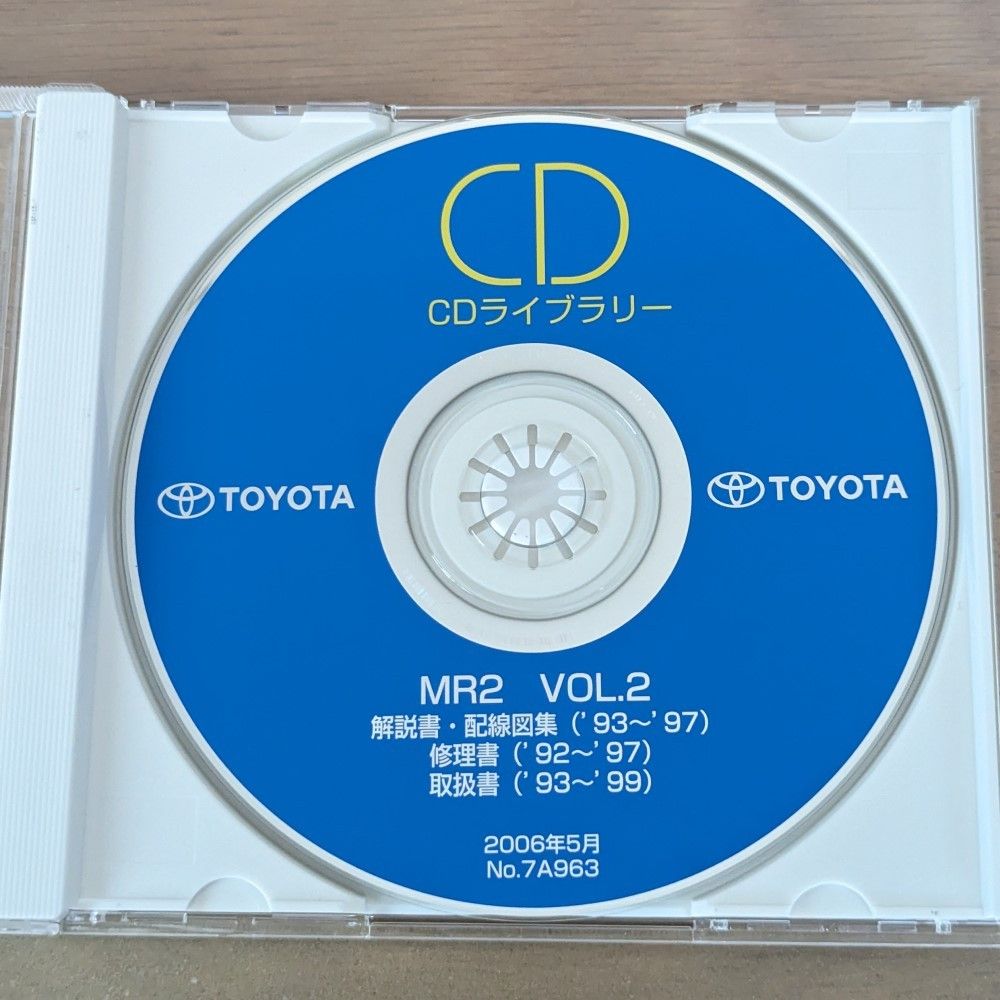 CD
CDライブラリー
TOYOTA
TOYOTA
MR2 VOL.2
解説書・配線図集（'93～'97）
修理書（'92～'97）
取扱書（'93～'99）
2006年5月
No.7A963